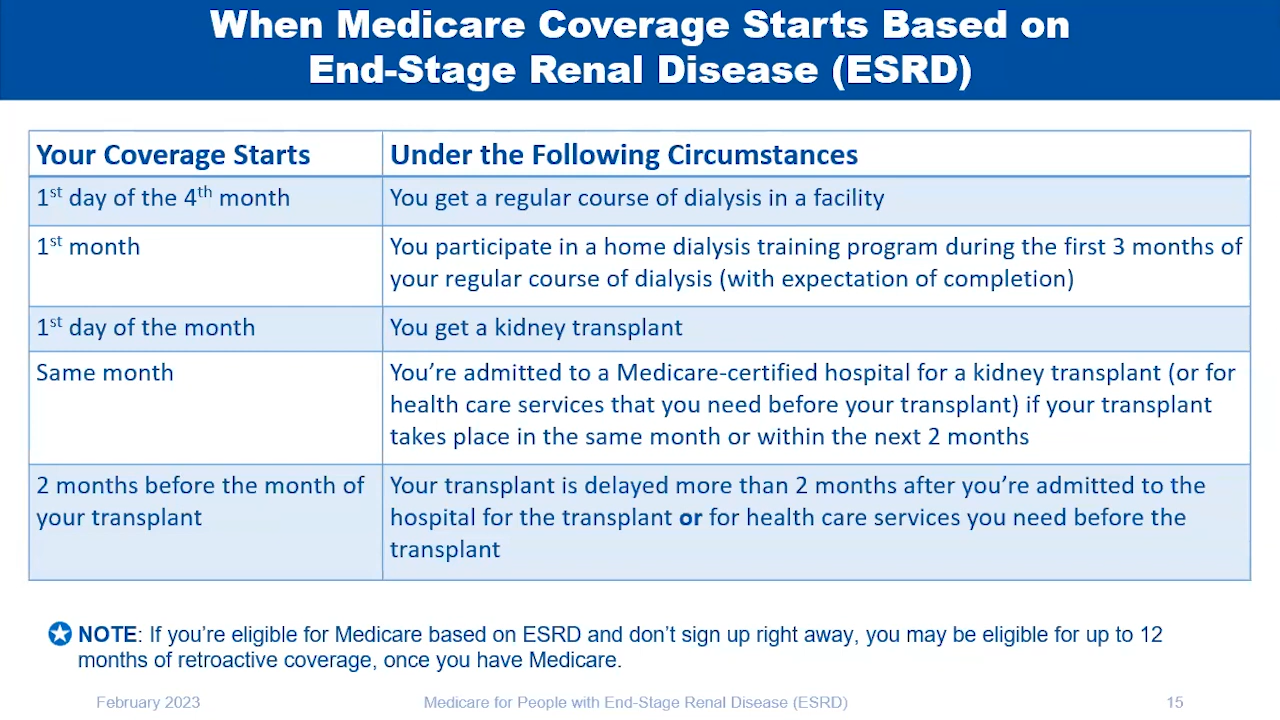 When Medicare Coverage Starts Based on
End-Stage Renal Disease (ESRD)
Your Coverage Starts
Under the Following Circumstances
1st day of the 4th month
You get a regular course of dialysis in a facility
1st month
You participate in a home dialysis training program during the first 3 months of
your regular course of dialysis (with expectation of completion)
1st day of the month
You get a kidney transplant
Same month
You’re admitted to a Medicare-certified hospital for a kidney transplant (or for
health care services that you need before your transplant) if your transplant
takes place in the same month or within the next 2 months
2 months before the month of
your transplant
Your transplant is delayed more than 2 months after you’re admitted to the
hospital for the transplant or for health care services you need before the
transplant
NOTE: If you’re eligible for Medicare based on ESRD and don’t sign up right away, you may be eligible for up to 12
months of retroactive coverage, once you have Medicare.
February 2023
Medicare for People with End-Stage Renal Disease (ESRD)
15